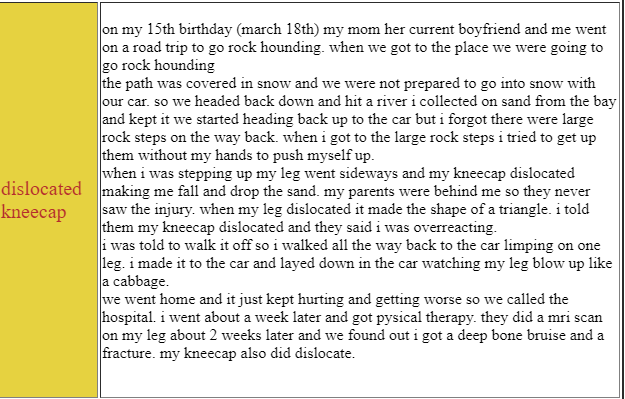 dislocated
kneecap
on my 15th birthday (march 18th) my mom her current boyfriend and me went
on a road trip to go rock hounding. when we got to the place we were going to
go rock hounding
the path was covered in snow and we were not prepared to go into snow with
our car. so we headed back down and hit a river i collected on sand from the bay
and kept it we started heading back up to the car but i forgot there were large
rock steps on the way back. when i got to the large rock steps i tried to get up
them without my hands to push myself up.
when i was stepping up my leg went sideways and my kneecap dislocated
making me fall and drop the sand. my parents were behind me so they never
saw the injury. when my leg dislocated it made the shape of a triangle. i told
them my kneecap dislocated and they said i was overreacting.
i was told to walk it off so i walked all the way back to the car limping on one
leg. i made it to the car and layed down in the car watching my leg blow up like
a cabbage.
we went home and it just kept hurting and getting worse so we called the
hospital. i went about a week later and got pysical therapy. they did a mri scan
on my leg about 2 weeks later and we found out i got a deep bone bruise and a
fracture. my kneecap also did dislocate.